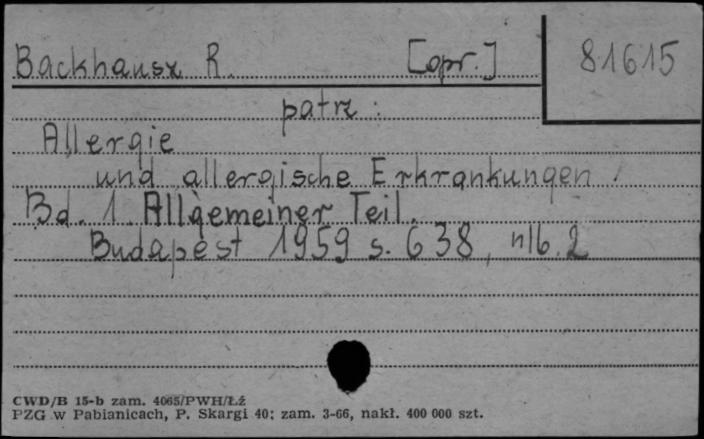 Backhausz R. [opr.] 81615
patrz:
Allergie
und allergische Erkrankungen.
Bd. 1. Allgemeiner Teil.
Budapest 1959 s. 638, nlb. 2
CWD/B 15-b zam. 4065/PWH/Łź
PZG w Pabianicach, P. Skargi 40; zam. 3-66, nakł. 400 000 szt.